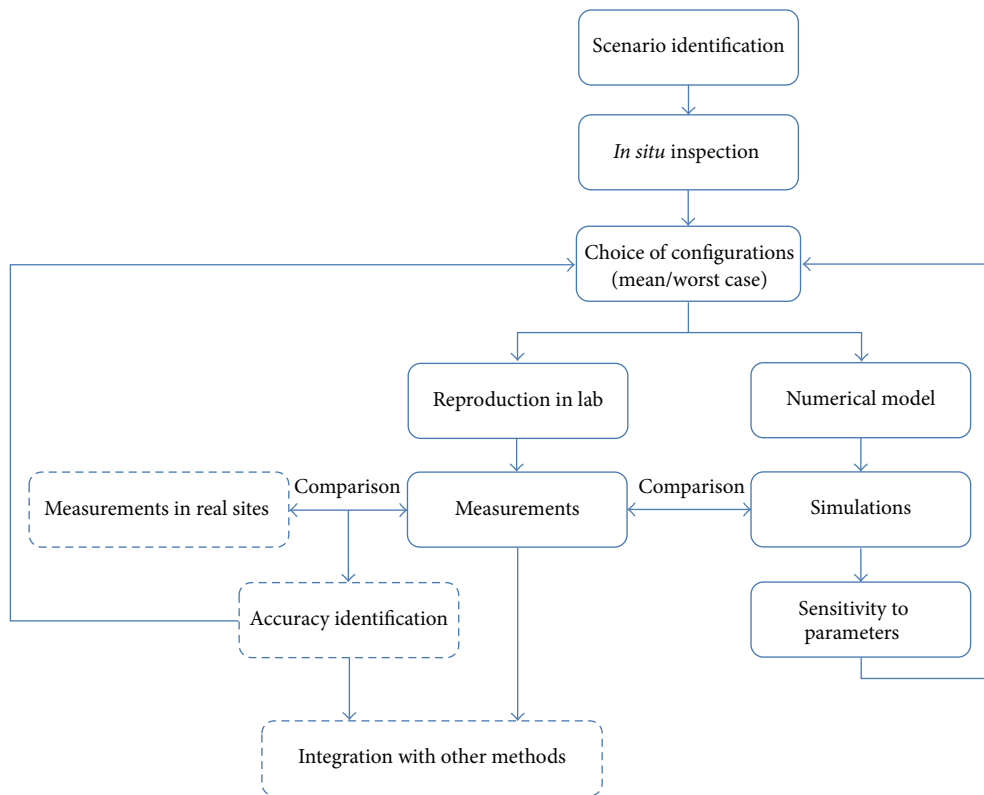 Scenario identification
In situ inspection
Choice of configurations
(mean/worst case)
Reproduction in lab
Numerical model
Comparison
Comparison
Measurements in real sites
Measurements
Simulations
Accuracy identification
Sensitivity to
parameters
Integration with other methods